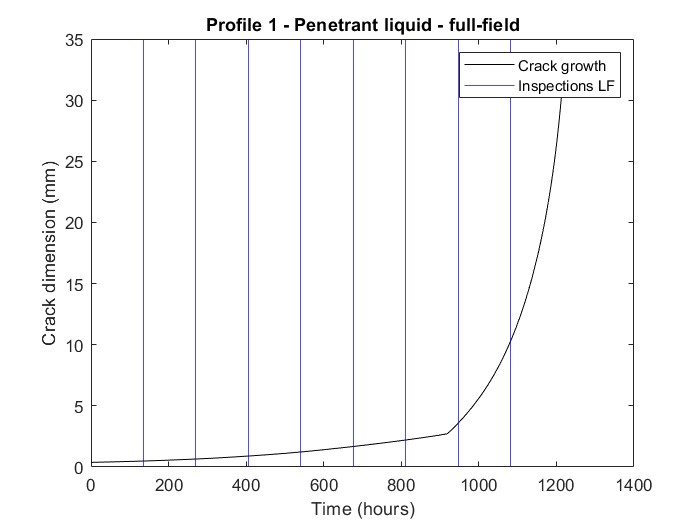 Profile 1 - Penetrant liquid - full-field
Crack growth
Inspections LF
35
30
25
20
15
10
5
0
Crack dimension (mm)
0 200 400 600 800 1000 1200 1400
Time (hours)